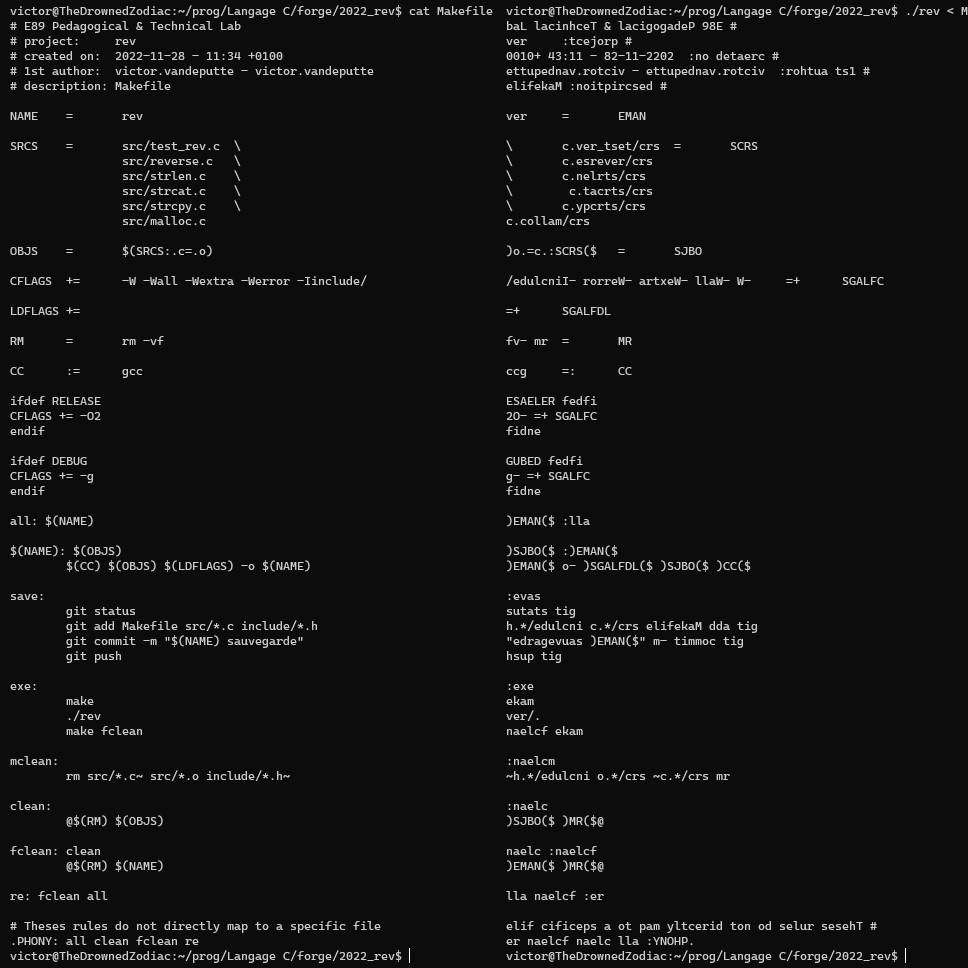 victor@TheDrownedZodiac:~/prog/Langage C/forge/2022_rev$ cat Makefile
# E89 Pedagogical & Technical Lab
# project:     rev
# created on:  2022-11-28 - 11:34 +0100
# 1st author:  victor.vandeputte - victor.vandeputte
# description: Makefile

NAME    =       rev

SRCS    =       src/test_rev.c  \
                src/reverse.c   \
                src/strlen.c    \
                src/strcat.c    \
                src/strcpy.c    \
                src/malloc.c

OBJS    =       $(SRCS:.c=.o)

CFLAGS  +=      -W -Wall -Wextra -Werror -Iinclude/

LDFLAGS +=

RM      =       rm -vf

CC      :=      gcc

ifdef RELEASE
CFLAGS += -O2
endif

ifdef DEBUG
CFLAGS += -g
endif

all: $(NAME)

$(NAME): $(OBJS)
        $(CC) $(OBJS) $(LDFLAGS) -o $(NAME)

save:
        git status
        git add Makefile src/*.c include/*.h
        git commit -m "$(NAME) sauvegarde"
        git push

exe:
        make
        ./rev
        make fclean

mclean:
        rm src/*.c~ src/*.o include/*.h~

clean:
        @$(RM) $(OBJS)

fclean: clean
        @$(RM) $(NAME)

re: fclean all

# Theses rules do not directly map to a specific file
.PHONY: all clean fclean re
victor@TheDrownedZodiac:~/prog/Langage C/forge/2022_rev$
victor@TheDrownedZodiac:~/prog/Langage C/forge/2022_rev$ ./rev < M
baL lacinhceT & lacigogadeP 98E #
ver     :tcejorp #
0010+ 43:11 - 82-11-2202  :no detaerc #
ettupednav.rotciv - ettupednav.rotciv  :rohtua ts1 #
elifekaM :noitpircsed #

ver     =       EMAN

\       c.ver_tset/crs  =       SCRS
\       c.esrever/crs
\       c.nelrts/crs
\        c.tacrts/crs
\       c.ypcrts/crs
c.collam/crs

)o.=c.:SCRS($   =       SJBO

/edulcniI- rorreW- artxeW- llaW- W-     =+      SGALFC

=+      SGALFDL

fv- mr  =       MR

ccg     =:      CC

ESAELER fedfi
2O- =+ SGALFC
fidne

GUBED fedfi
g- =+ SGALFC
fidne

)EMAN($ :lla

)SJBO($ :)EMAN($
)EMAN($ o- )SGALFDL($ )SJBO($ )CC($

:evas
sutats tig
h.*/edulcni c.*/crs elifekaM dda tig
"edragevuas )EMAN($" m- timmoc tig
hsup tig

:exe
ekam
ver/.
naelcf ekam

:naelcm
~h.*/edulcni o.*/crs ~c.*/crs mr

:naelc
)SJBO($ )MR($@

naelc :naelcf
)EMAN($ )MR($@

lla naelcf :er

elif cificeps a ot pam yltcerid ton od selur sesehT #
er naelcf naelc lla :YNOHP.
victor@TheDrownedZodiac:~/prog/Langage C/forge/2022_rev$